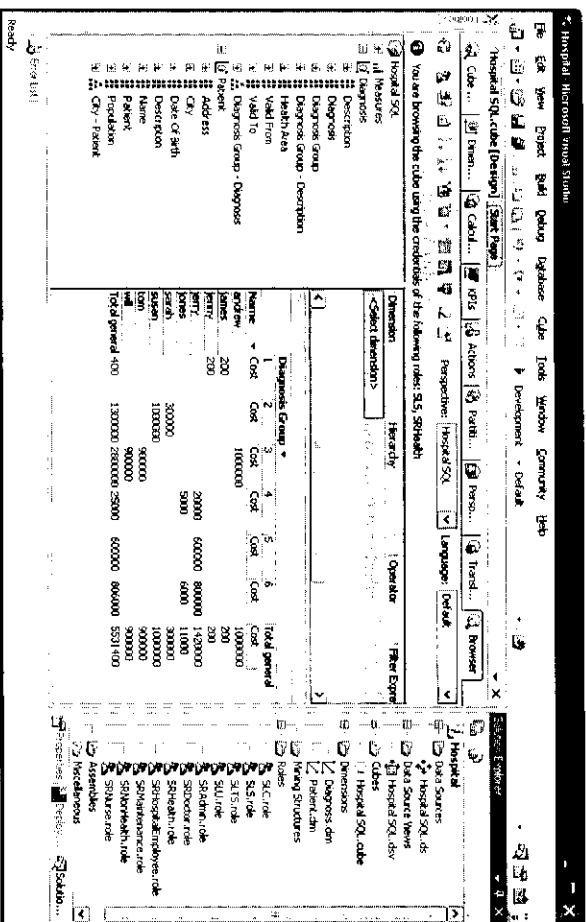 Hospital - Microsoft Visual Studio
File Edit View Project Build Debug Database Cube Tools Window Community Help
Development Default
Hospital SQL.cube [Design] Start Page
Cube ... Dimen... Calcul... KPIs Actions Partiti... Perspe... Transl... Browser
Perspective: Hospital SQL Language: Default
You are browsing the cube using the credentials of the following roles: SLS, SRHealth
Hospital SQL
Measures
Diagnosis
Description
Diagnosis
Diagnosis Group
Diagnosis Group - Description
Health Area
Valid From
Valid To
Diagnosis Group - Diagnoses
Patient
Address
City
Date Of Birth
Description
Name
Patient
Population
City - Patient
Dimension Hierarchy Operator Filter Expre
<Select dimension>
Diagnosis Group
1 2 3 4 5 6 Total general
Name Cost Cost Cost Cost Cost Cost Cost
andrew 1000000 1000000
james 200 200
jenny 200 200
jerry 20000 600000 800000 1420000
jones 5000 6000 11000
sarah 300000 300000
susan 1000000 1000000
tom 900000 900000
will 900000 900000
Total general 400 1300000 2800000 25000 600000 806000 5531400
Solution Explorer
Hospital
Data Sources
Hospital SQL.ds
Data Source Views
Hospital SQL.dsv
Cubes
Hospital SQL.cube
Dimensions
Diagnosis.dim
Patient.dim
Mining Structures
Roles
SLC.role
SLS.role
SLTS.role
SLU.role
SRAdmin.role
SRDoctor.role
SRHealth.role
SRHospitalEmployee.role
SRMaintenance.role
SRNonHealth.role
SRNurse.role
Assemblies
Miscellaneous
Properties Deploy... Solutio...
Error List
Ready